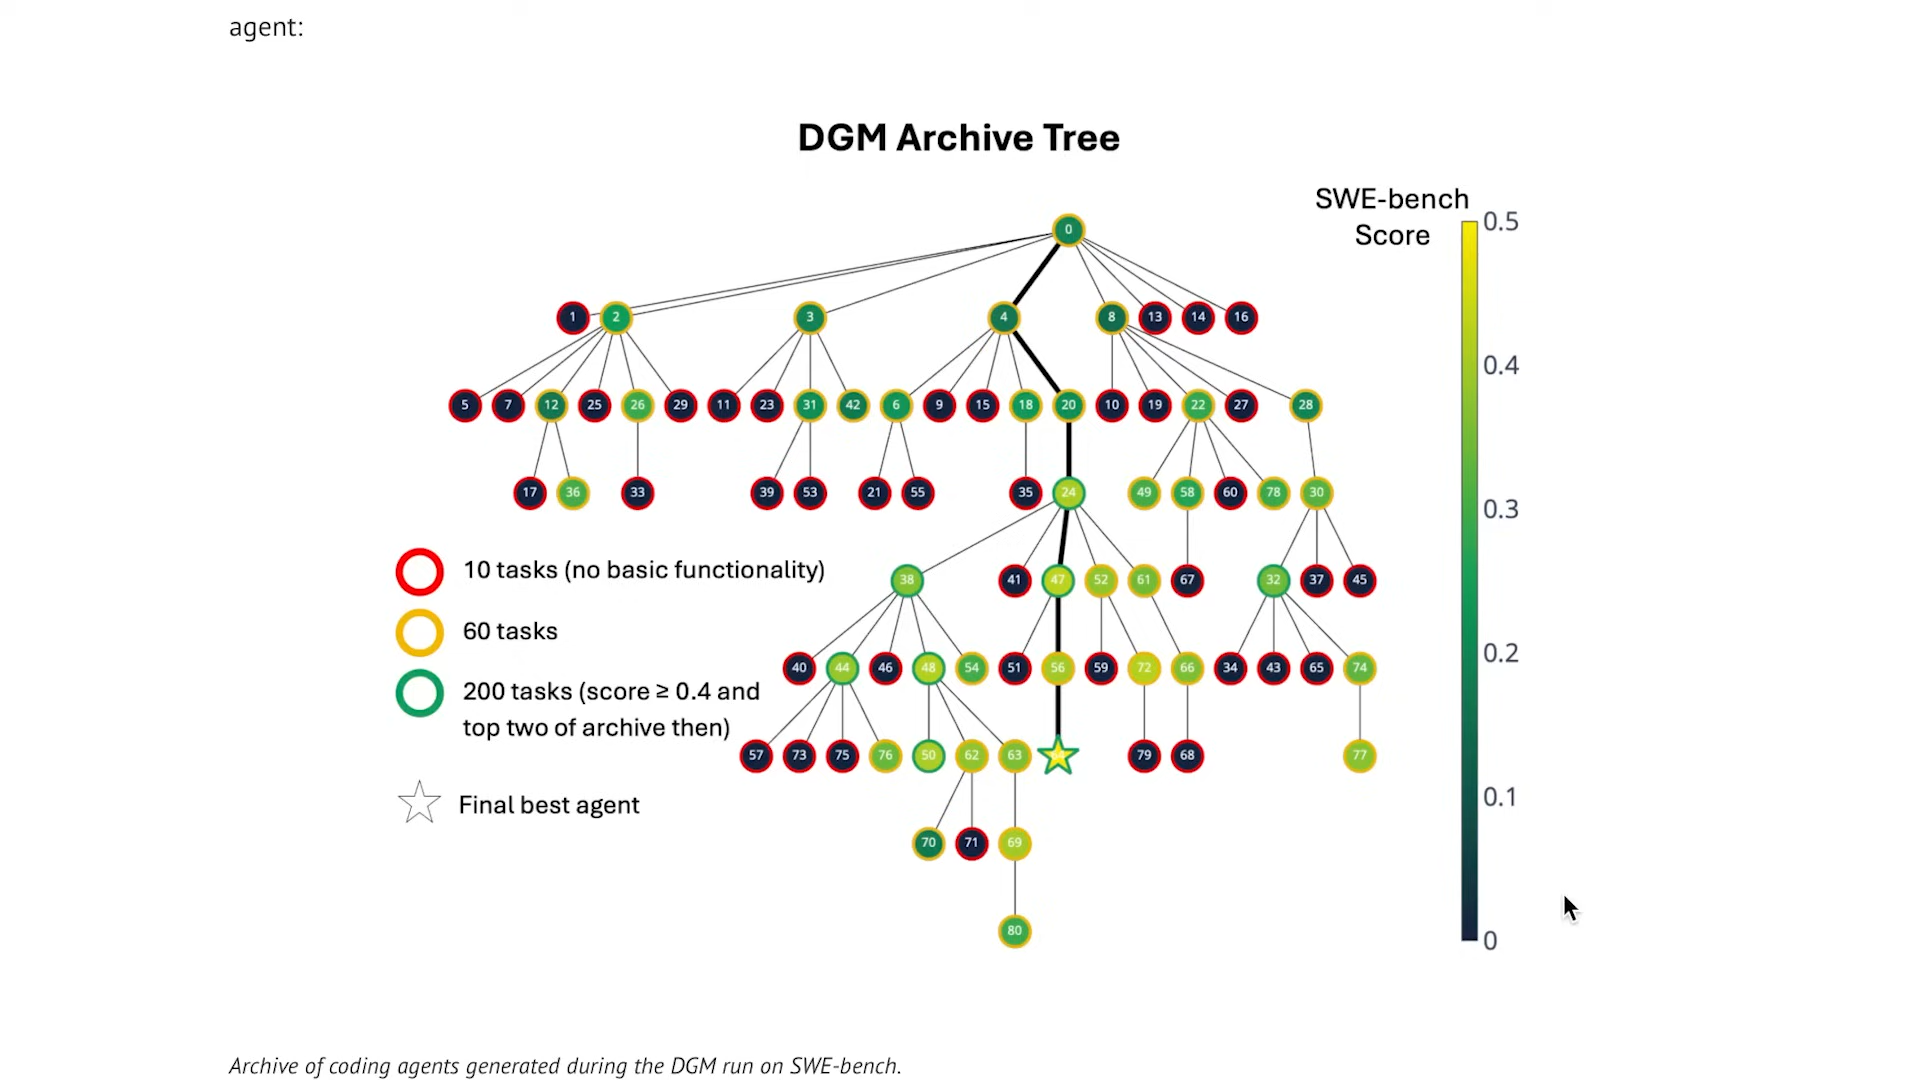 agent:
DGM Archive Tree
SWE-bench
Score
0.5
0.4
0.3
0.2
0.1
0
0
1 2 3 4 8 13 14 16
5 7 12 25 26 29 11 23 31 42 6 9 15 18 20 10 19 22 27 28
17 36 33 39 53 21 55 35 24 49 58 60 78 30
38 41 47 52 61 67 32 37 45
40 44 46 48 54 51 56 59 72 66 34 43 65 74
57 73 75 76 50 62 63 79 68 77
70 71 69
80
10 tasks (no basic functionality)
60 tasks
200 tasks (score ≥ 0.4 and
top two of archive then)
Final best agent
Archive of coding agents generated during the DGM run on SWE-bench.